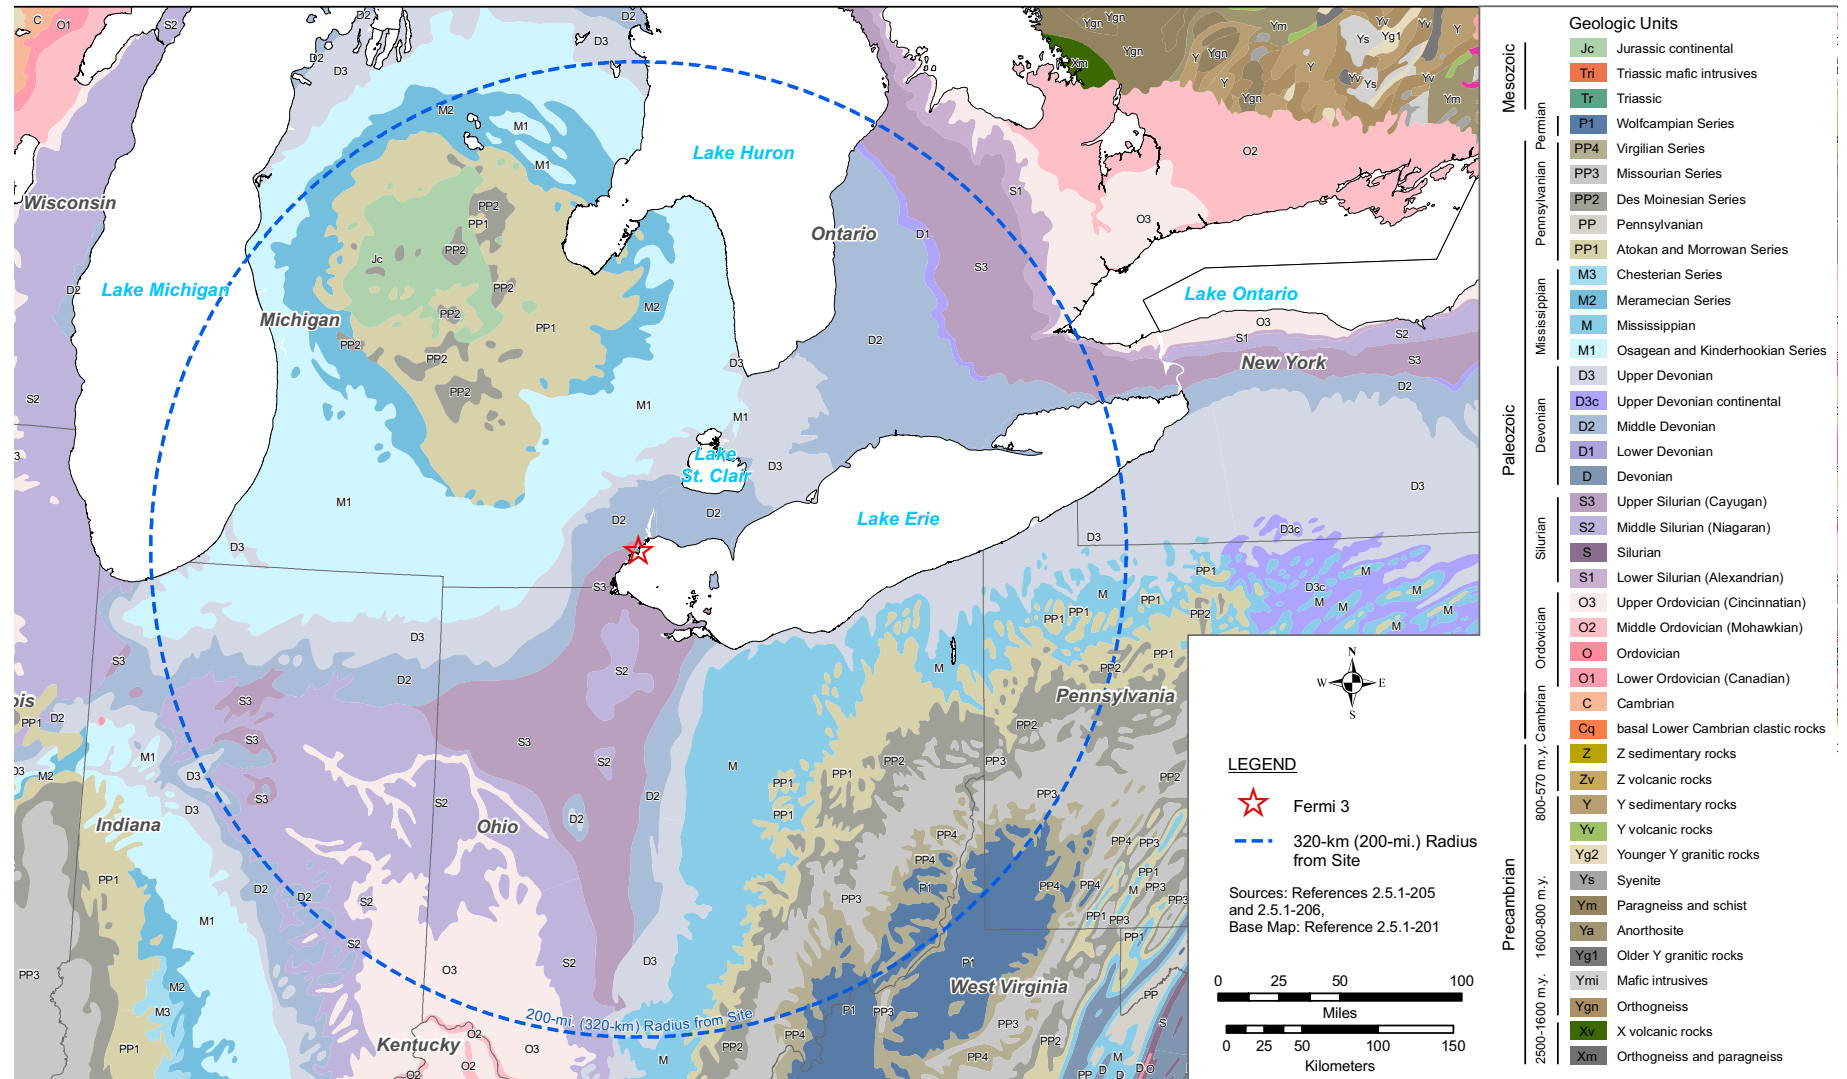 Geologic Units
Mesozoic
Jc Jurassic continental
Tri Triassic mafic intrusives
Tr Triassic
Paleozoic
Permian
P1 Wolfcampian Series
Pennsylvanian
PP4 Virgilian Series
PP3 Missourian Series
PP2 Des Moinesian Series
PP Pennsylvanian
PP1 Atokan and Morrowan Series
Mississippian
M3 Chesterian Series
M2 Meramecian Series
M Mississippian
M1 Osagean and Kinderhookian Series
Devonian
D3 Upper Devonian
D3c Upper Devonian continental
D2 Middle Devonian
D1 Lower Devonian
D Devonian
Silurian
S3 Upper Silurian (Cayugan)
S2 Middle Silurian (Niagaran)
S Silurian
S1 Lower Silurian (Alexandrian)
Ordovician
O3 Upper Ordovician (Cincinnatian)
O2 Middle Ordovician (Mohawkian)
O Ordovician
O1 Lower Ordovician (Canadian)
Cambrian
C Cambrian
Cq basal Lower Cambrian clastic rocks
Precambrian
800-570 m.y.
Z Z sedimentary rocks
Zv Z volcanic rocks
1600-800 m.y.
Y Y sedimentary rocks
Yv Y volcanic rocks
Yg2 Younger Y granitic rocks
Ys Syenite
Ym Paragneiss and schist
Ya Anorthosite
Yg1 Older Y granitic rocks
Ymi Mafic intrusives
Ygn Orthogneiss
2500-1600 m.y.
Xv X volcanic rocks
Xm Orthogneiss and paragneiss
Wisconsin
Lake Michigan
Michigan
Lake Huron
Ontario
Lake Ontario
New York
Lake
St. Clair
Lake Erie
Pennsylvania
ois
Indiana
Ohio
West Virginia
Kentucky
200-mi. (320-km) Radius from Site
N
W E
S
LEGEND
Fermi 3
320-km (200-mi.) Radius
from Site
Sources: References 2.5.1-205
and 2.5.1-206,
Base Map: Reference 2.5.1-201
0 25 50 100
Miles
0 25 50 100 150
Kilometers